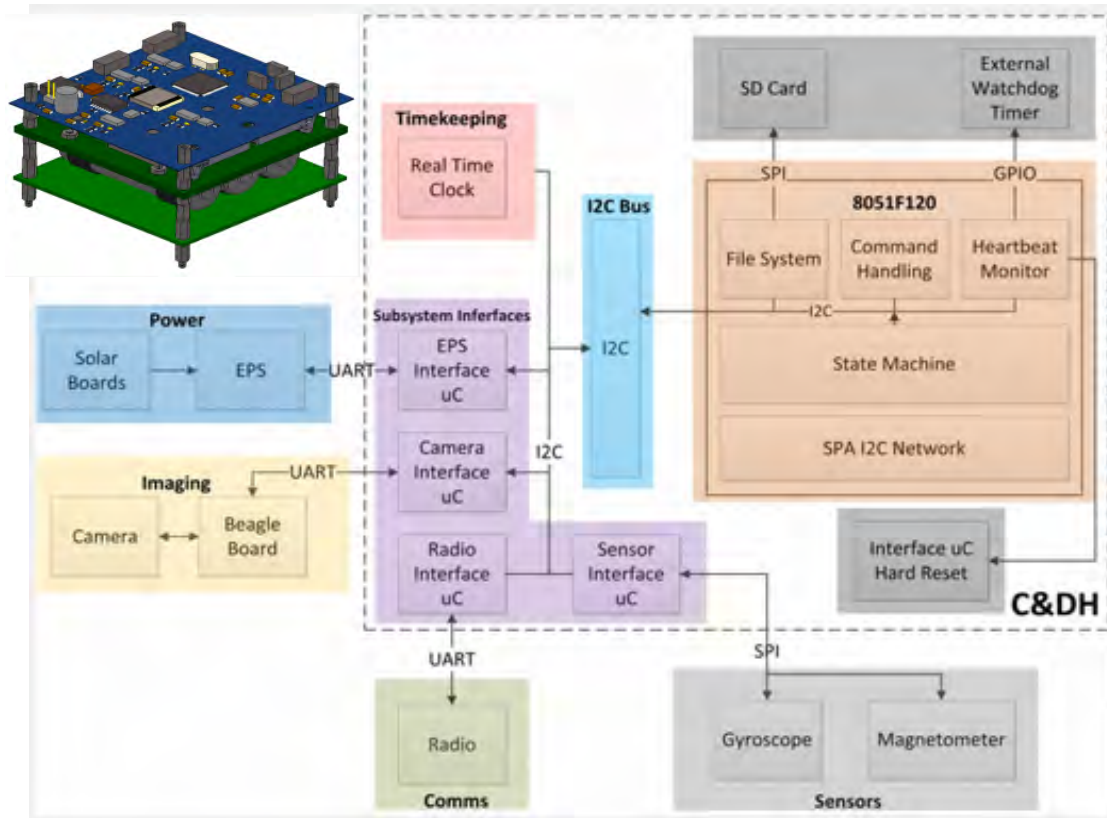 SD Card
External
Watchdog
Timer
Timekeeping
Real Time
Clock
SPI
GPIO
I2C Bus
8051F120
File System
Command
Handling
Heartbeat
Monitor
I2C
Power
Subsystem Inferfaces
Solar
Boards
EPS
UART
EPS
Interface
uC
I2C
State Machine
I2C
SPA I2C Network
Imaging
UART
Camera
Interface
uC
Camera
Beagle
Board
Radio
Interface
uC
Sensor
Interface
uC
Interface uC
Hard Reset
C&DH
UART
SPI
Radio
Gyroscope
Magnetometer
Comms
Sensors